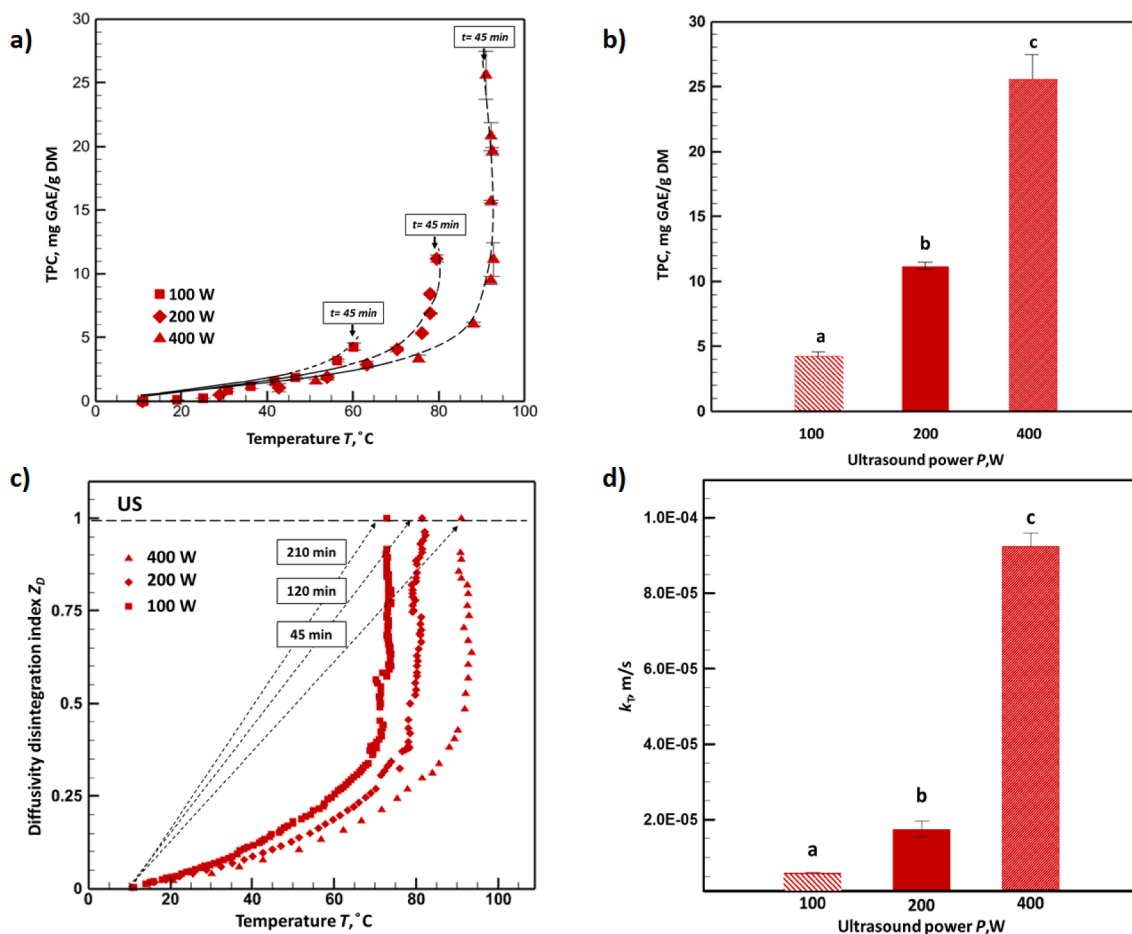 a)
TPC, mg GAE/g DM
30
25
20
15
10
5
0
t= 45 min
t= 45 min
t= 45 min
100 W
200 W
400 W
0 20 40 60 80 100
Temperature T,°C
b)
TPC, mg GAE/g DM
30
25
20
15
10
5
0
a
b
c
100 200 400
Ultrasound power P,W
c)
US
Diffusivity disintegration index Z_D
1
0.75
0.5
0.25
0
400 W
200 W
100 W
210 min
120 min
45 min
0 20 40 60 80 100
Temperature T,°C
d)
k_T, m/s
1.0E-04
8.0E-05
6.0E-05
4.0E-05
2.0E-05
a
b
c
100 200 400
Ultrasound power P,W